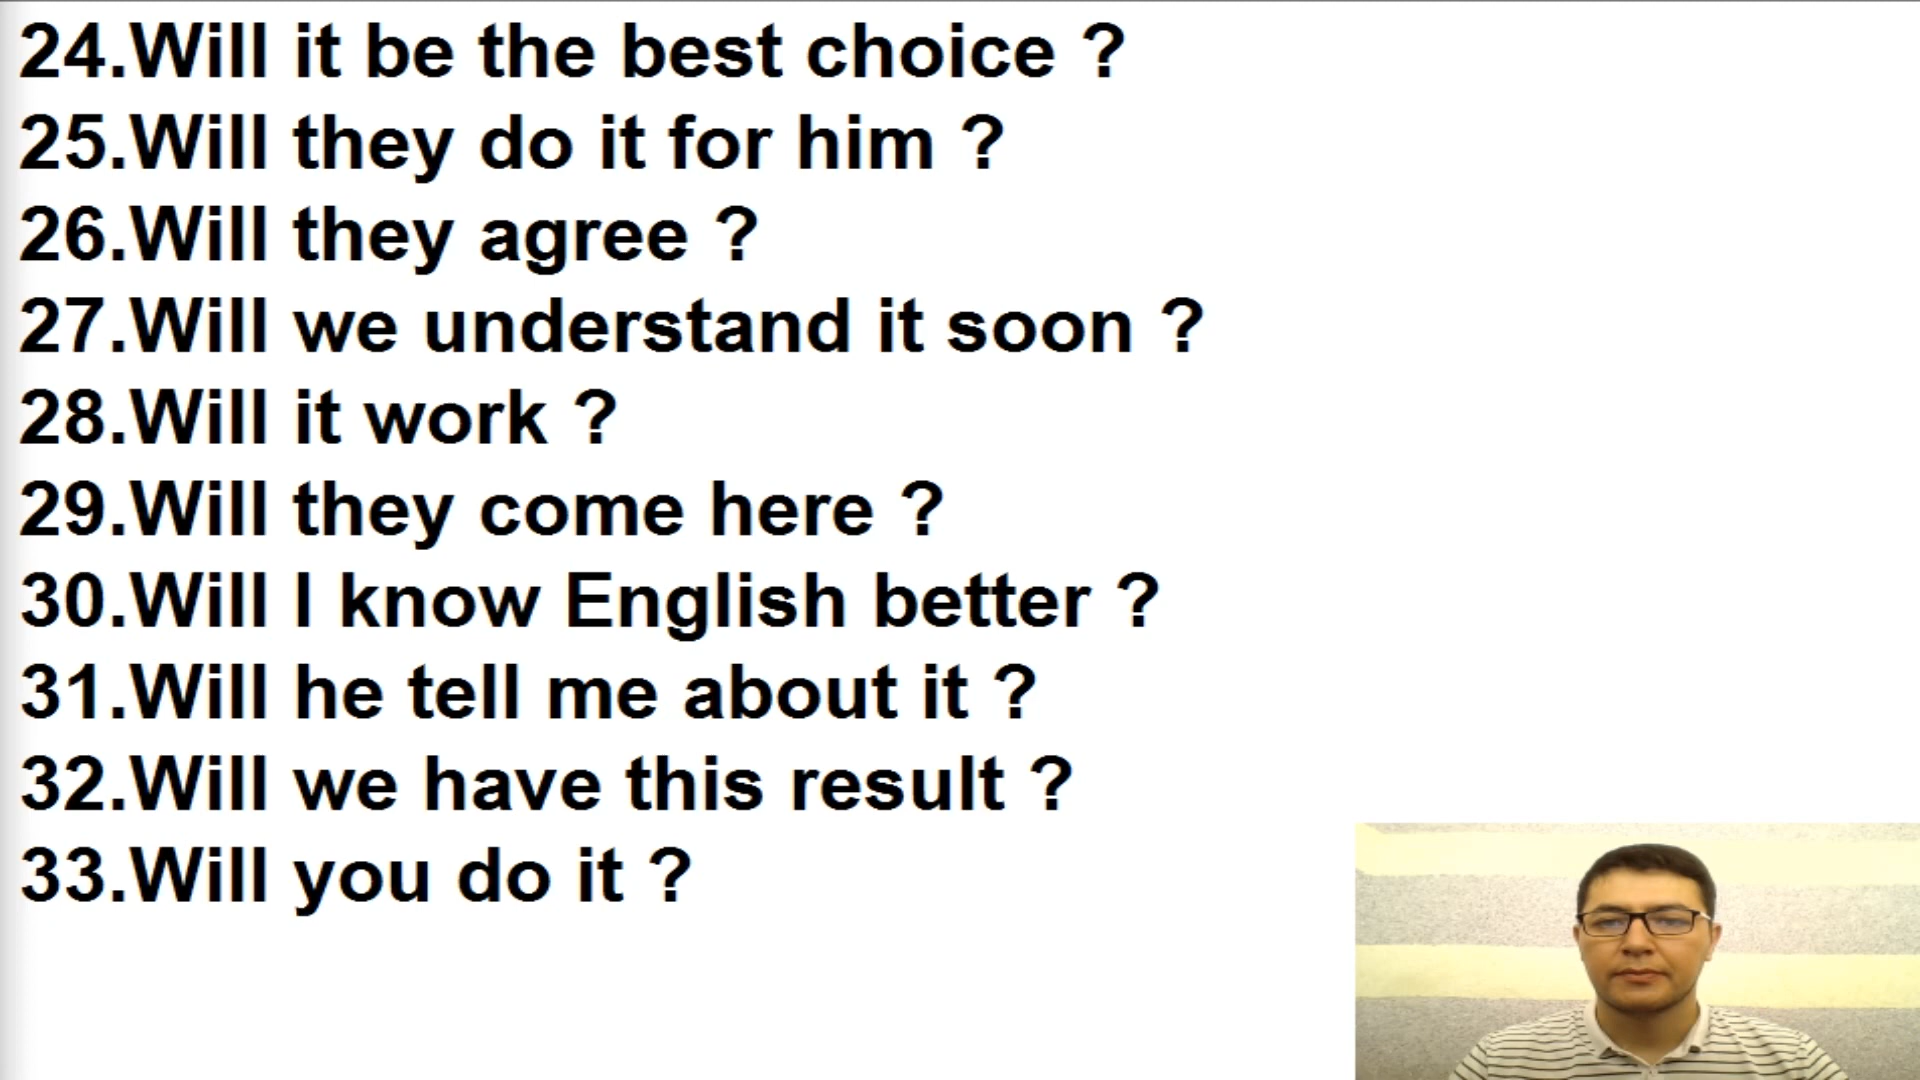 24.Will it be the best choice ?
25.Will they do it for him ?
26.Will they agree ?
27.Will we understand it soon ?
28.Will it work ?
29.Will they come here ?
30.Will I know English better ?
31.Will he tell me about it ?
32.Will we have this result ?
33.Will you do it ?